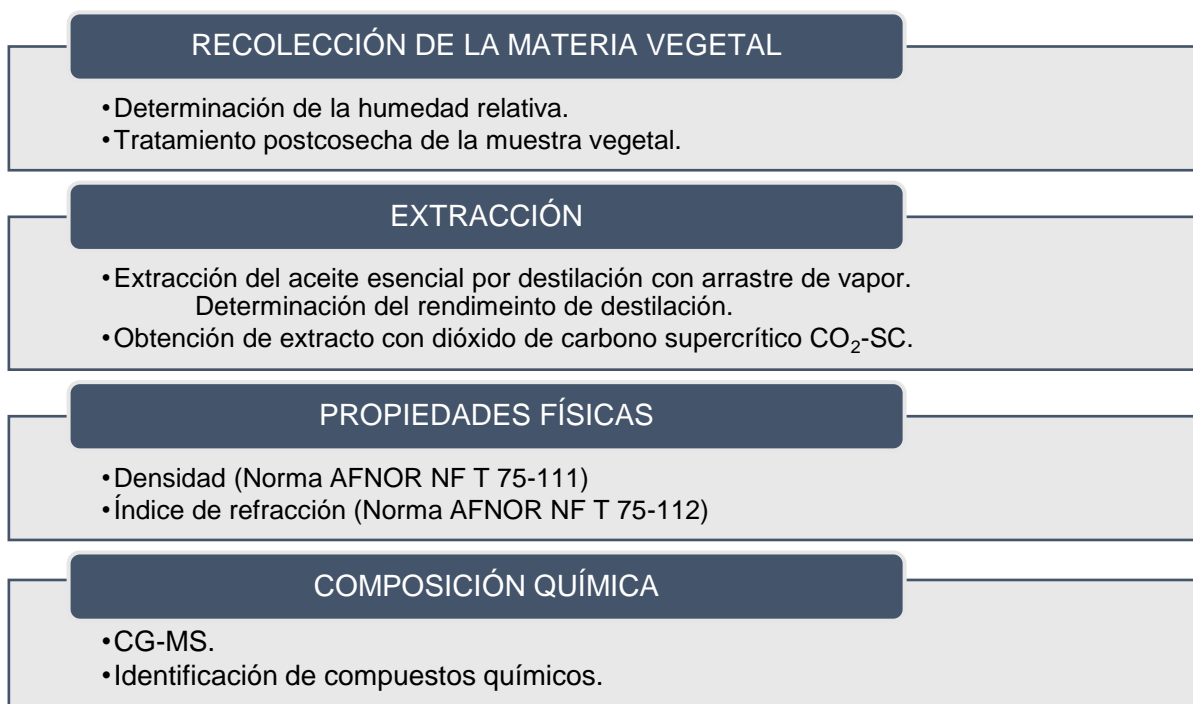 RECOLECCIÓN DE LA MATERIA VEGETAL
•Determinación de la humedad relativa.
•Tratamiento postcosecha de la muestra vegetal.
EXTRACCIÓN
•Extracción del aceite esencial por destilación con arrastre de vapor.
Determinación del rendimeinto de destilación.
•Obtención de extracto con dióxido de carbono supercrítico CO₂-SC.
PROPIEDADES FÍSICAS
•Densidad (Norma AFNOR NF T 75-111)
•Índice de refracción (Norma AFNOR NF T 75-112)
COMPOSICIÓN QUÍMICA
•CG-MS.
•Identificación de compuestos químicos.